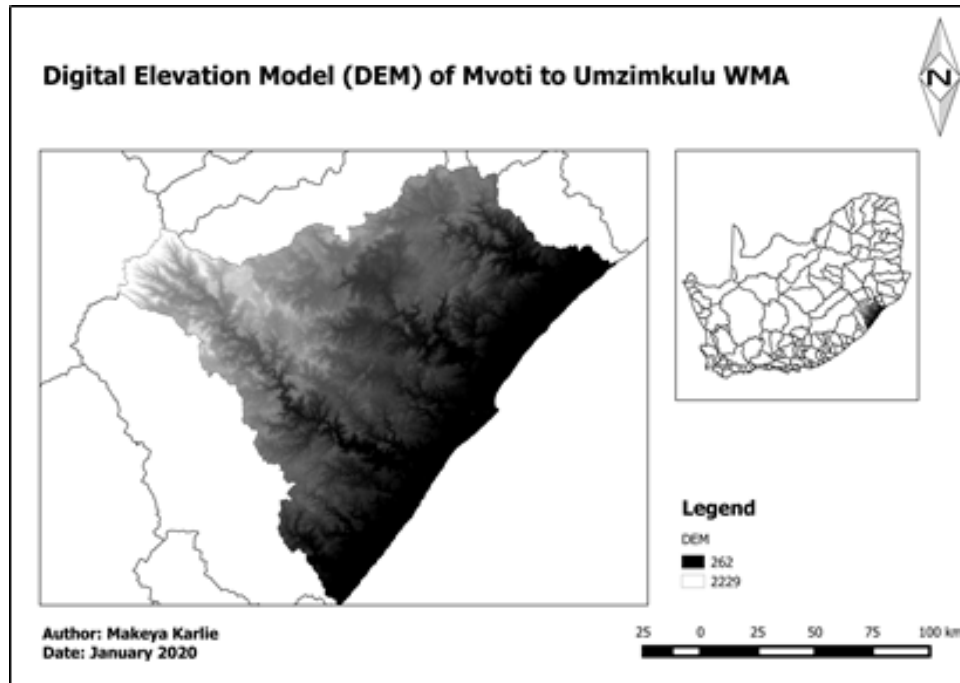 Digital Elevation Model (DEM) of Mvoti to Umzimkulu WMA
N
Legend
DEM
262
2229
Author: Makeya Karlie
Date: January 2020
25 0 25 50 75 100 km